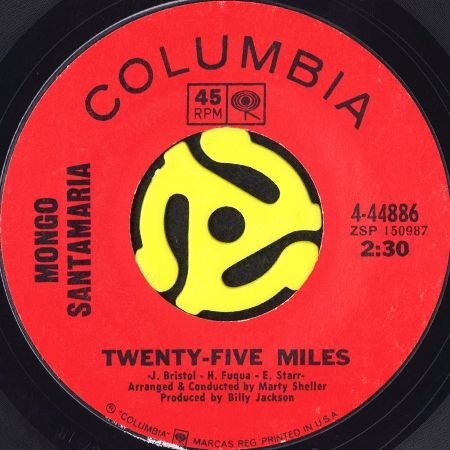 COLUMBIA
45
RPM
MONGO
SANTAMARIA
4-44886
ZSP 150987
2:30
TWENTY-FIVE MILES
-J. Bristol - H. Fuqua - E. Starr-
Arranged & Conducted by Marty Sheller
Produced by Billy Jackson
® "COLUMBIA" MARCAS REG. PRINTED IN U.S.A.